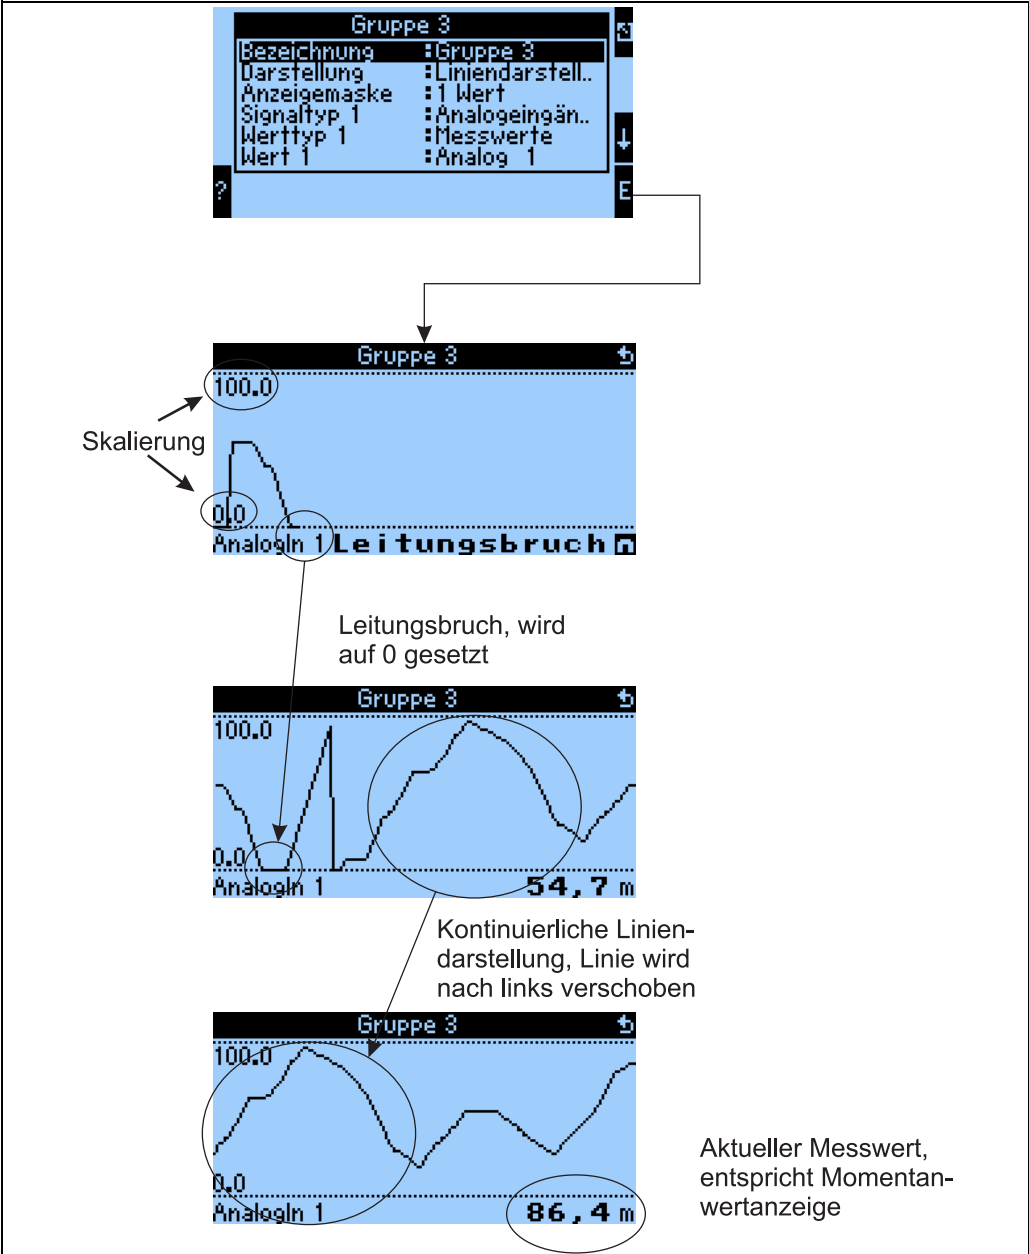 Gruppe 3
Bezeichnung :Gruppe 3
Darstellung :Liniendarstell..
Anzeigemaske :1 Wert
Signaltyp 1 :Analogeingän..
Werttyp 1 :Messwerte
Wert 1 :Analog 1
?
E
Gruppe 3
100.0
Skalierung
0.0
AnalogIn 1 Leitungsbruch
Leitungsbruch, wird
auf 0 gesetzt
Gruppe 3
100.0
0.0
AnalogIn 1 54,7 m
Kontinuierliche Linien-
darstellung, Linie wird
nach links verschoben
Gruppe 3
100.0
0.0
AnalogIn 1 86,4 m
Aktueller Messwert,
entspricht Momentan-
wertanzeige